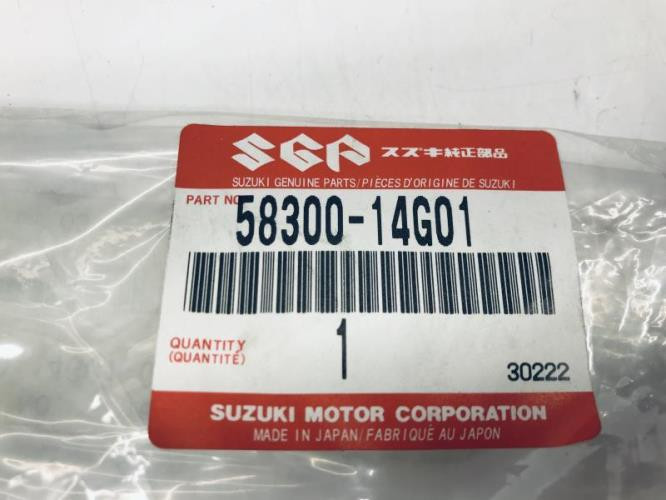 SGP スズキ純正部品
SUZUKI GENUINE PARTS/PIÈCES D'ORIGINE DE SUZUKI
PART NO.
58300-14G01
QUANTITY
(QUANTITÉ)
1
30222
SUZUKI MOTOR CORPORATION
MADE IN JAPAN/FABRIQUÉ AU JAPON